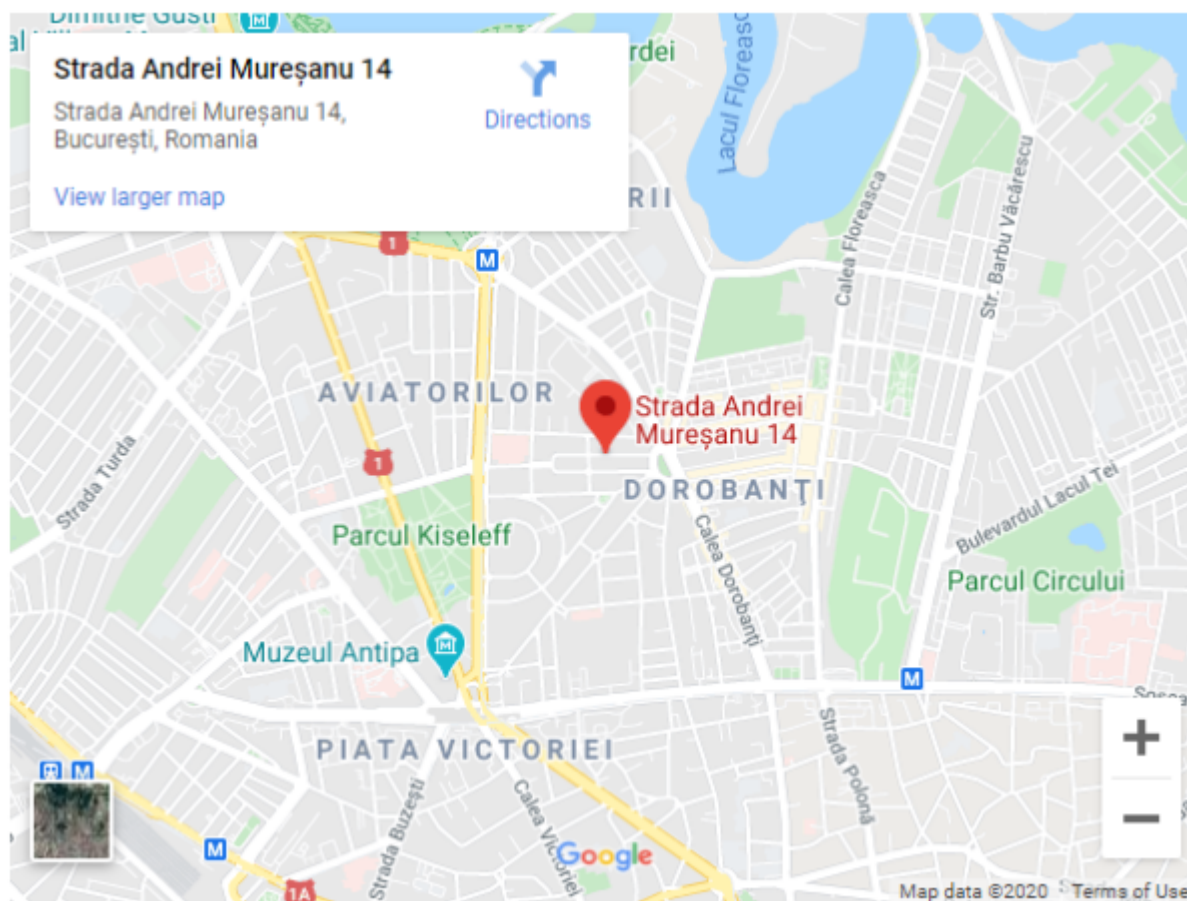 Dimitrie Gusti
Strada Andrei Mureșanu 14
Strada Andrei Mureșanu 14,
București, Romania
Directions
View larger map
rdei
Lacul Floreasc
RII
1
M
Calea Floreasca
Str. Barbu Văcărescu
AVIATORILOR
Strada Andrei
Mureșanu 14
Strada Turda
1
DOROBANȚI
Bulevardul Lacul Tei
Parcul Kiseleff
Calea Dorobanți
Parcul Circului
Muzeul Antipa
M
M
Șosea
PIATA VICTORIEI
Strada Polonă
M
Strada Buzești
Calea Victoriei
M
Google
1A
Map data ©2020
Terms of Use